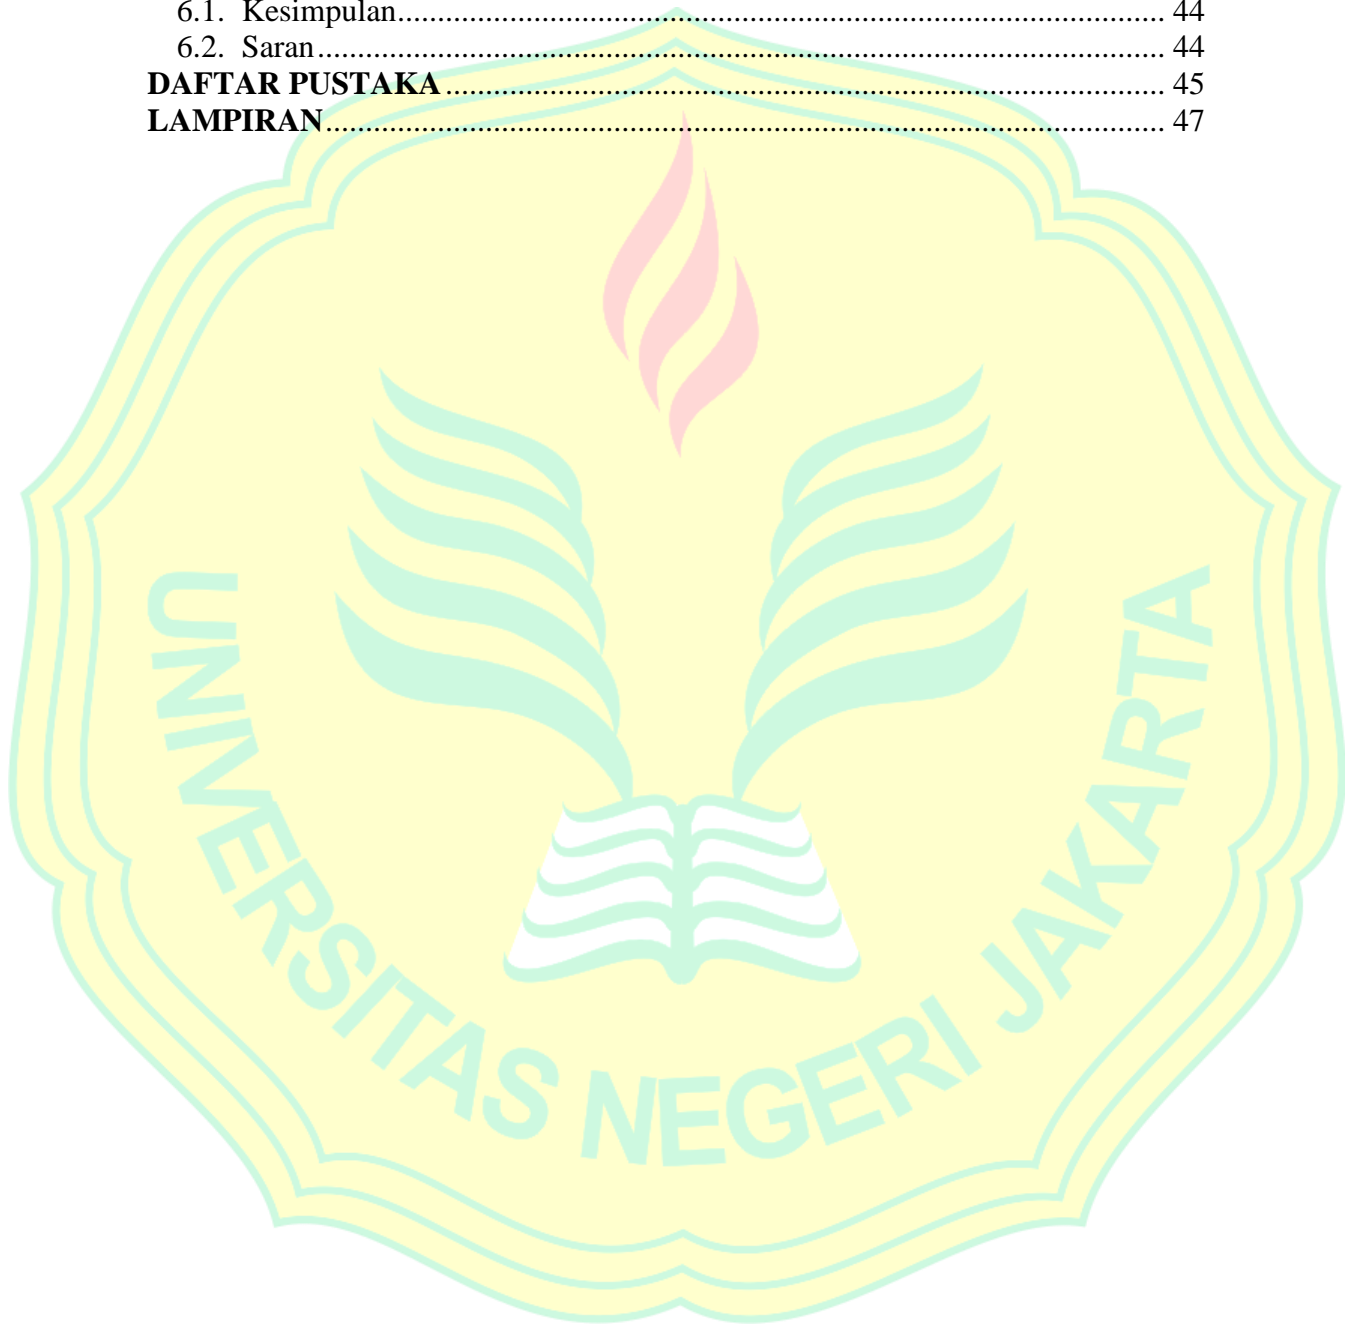 6.1. Kesimpulan............................................................................................... 44
6.2. Saran......................................................................................................... 44
DAFTAR PUSTAKA......................................................................................... 45
LAMPIRAN........................................................................................................ 47
UNIVERSITAS NEGERI JAKARTA